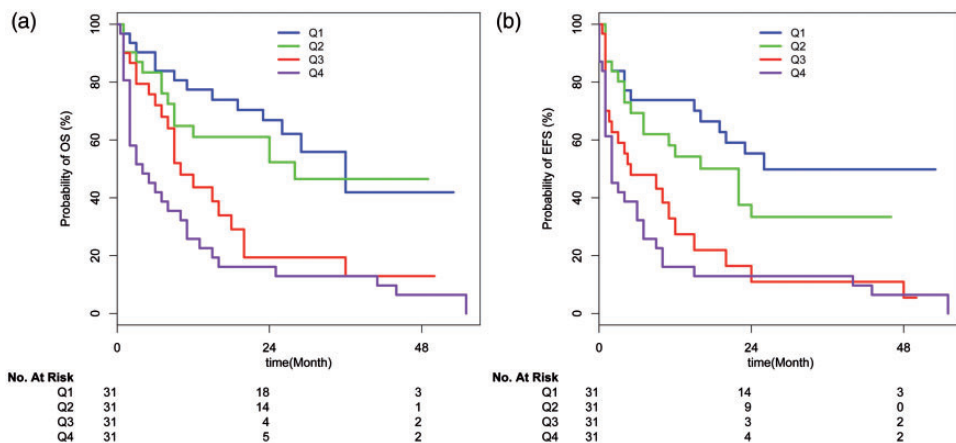 (a)
Q1
Q2
Q3
Q4
Probability of OS (%)
100
80
60
40
20
0
0 24 48
time(Month)
No. At Risk
Q1 31 18 3
Q2 31 14 1
Q3 31 4 2
Q4 31 5 2
(b)
Q1
Q2
Q3
Q4
Probability of EFS (%)
100
80
60
40
20
0
0 24 48
time(Month)
No. At Risk
Q1 31 14 3
Q2 31 9 0
Q3 31 3 2
Q4 31 4 2